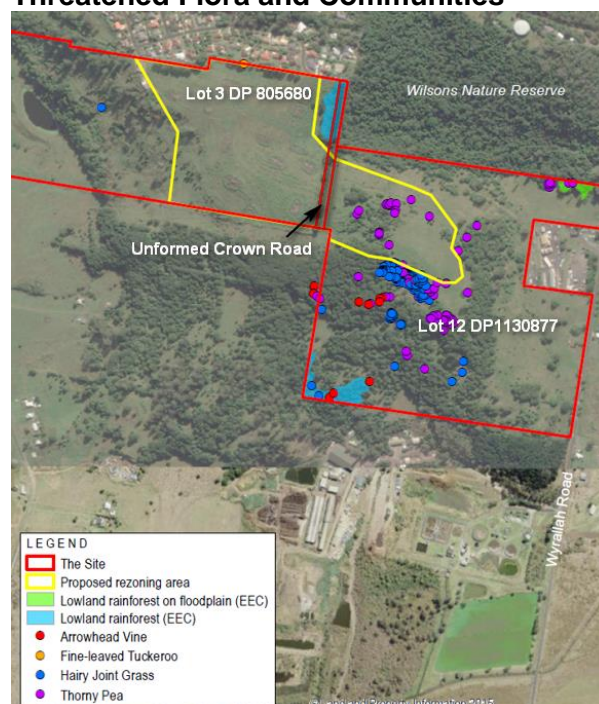 Threatened Flora and Communities
Lot 3 DP 805680
Wilsons Nature Reserve
Unformed Crown Road
Lot 12 DP1130877
Wyrallah Road
LEGEND
The Site
Proposed rezoning area
Lowland rainforest on floodplain (EEC)
Lowland rainforest (EEC)
Arrowhead Vine
Fine-leaved Tuckeroo
Hairy Joint Grass
Thorny Pea